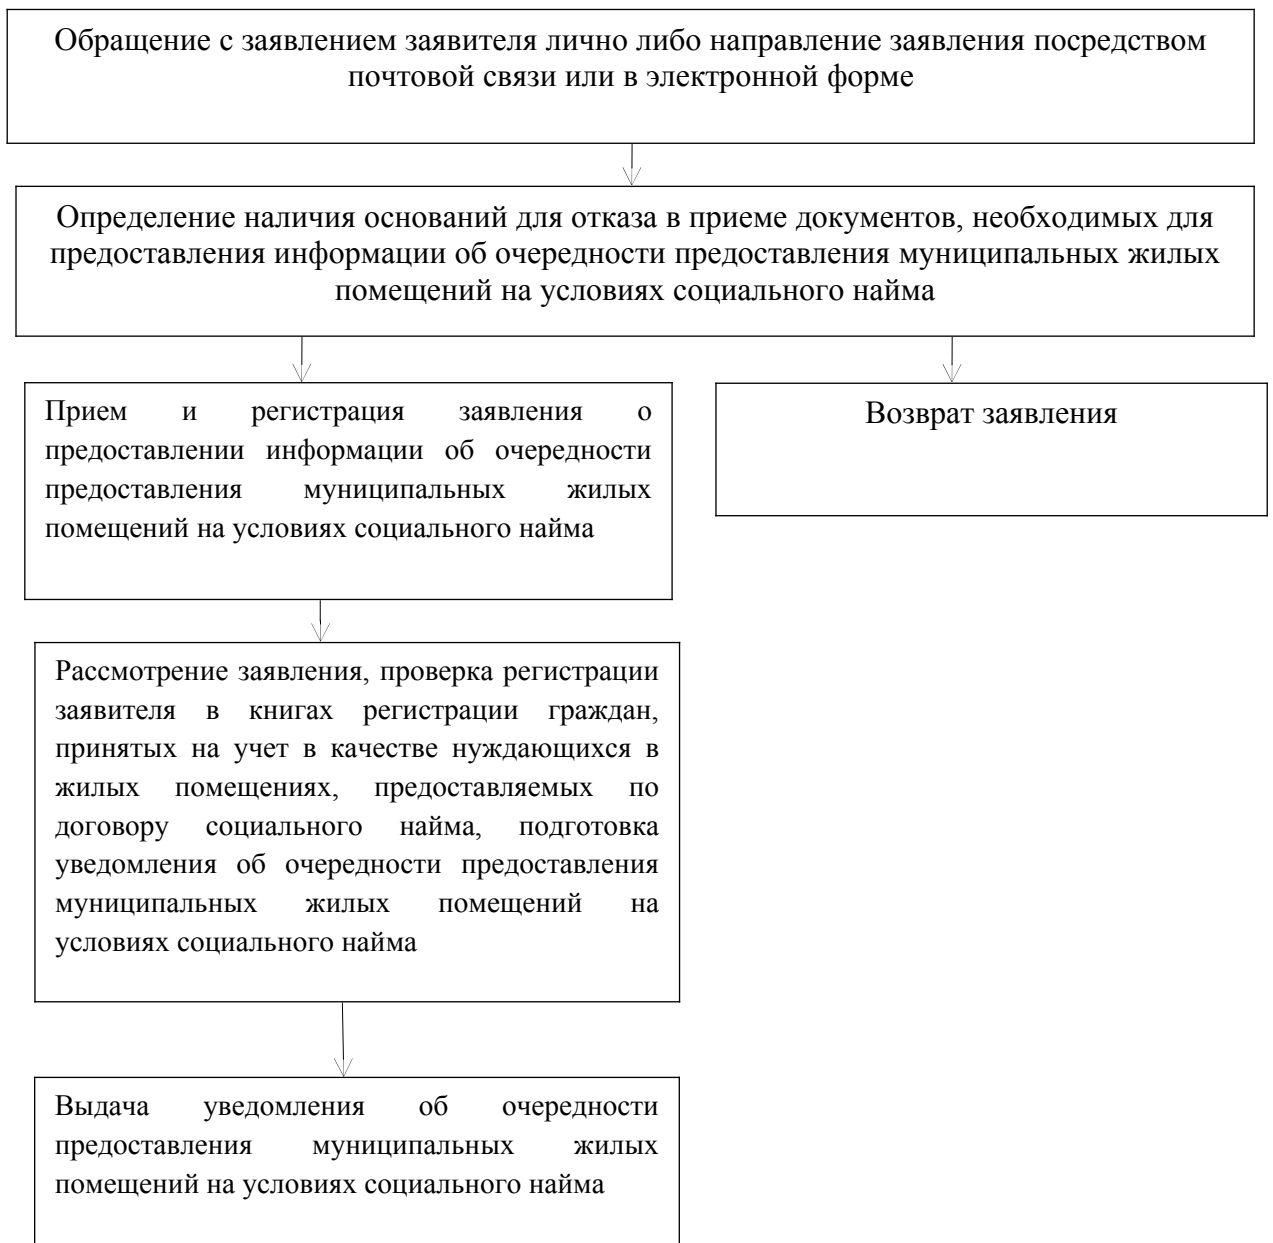 Обращение с заявлением заявителя лично либо направление заявления посредством
почтовой связи или в электронной форме
Определение наличия оснований для отказа в приеме документов, необходимых для
предоставления информации об очередности предоставления муниципальных жилых
помещений на условиях социального найма
Прием и регистрация заявления о
предоставлении информации об очередности
предоставления муниципальных жилых
помещений на условиях социального найма
Возврат заявления
Рассмотрение заявления, проверка регистрации
заявителя в книгах регистрации граждан,
принятых на учет в качестве нуждающихся в
жилых помещениях, предоставляемых по
договору социального найма, подготовка
уведомления об очередности предоставления
муниципальных жилых помещений на
условиях социального найма
Выдача уведомления об очередности
предоставления муниципальных жилых
помещений на условиях социального найма